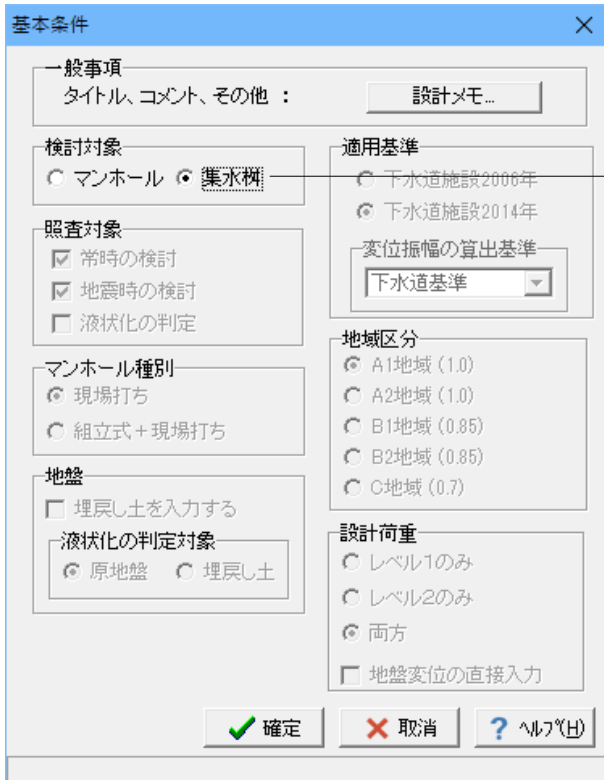 基本条件
一般事項
タイトル、コメント、その他 : 設計メモ...
検討対象
マンホール 集水桝
照査対象
常時の検討
地震時の検討
液状化の判定
マンホール種別
現場打ち
組立式+現場打ち
地盤
埋戻し土を入力する
液状化の判定対象
原地盤 埋戻し土
適用基準
下水道施設2006年
下水道施設2014年
変位振幅の算出基準
下水道基準
地域区分
A1地域 (1.0)
A2地域 (1.0)
B1地域 (0.85)
B2地域 (0.85)
C地域 (0.7)
設計荷重
レベル1のみ
レベル2のみ
両方
地盤変位の直接入力
確定 取消 ? ヘルプ(H)